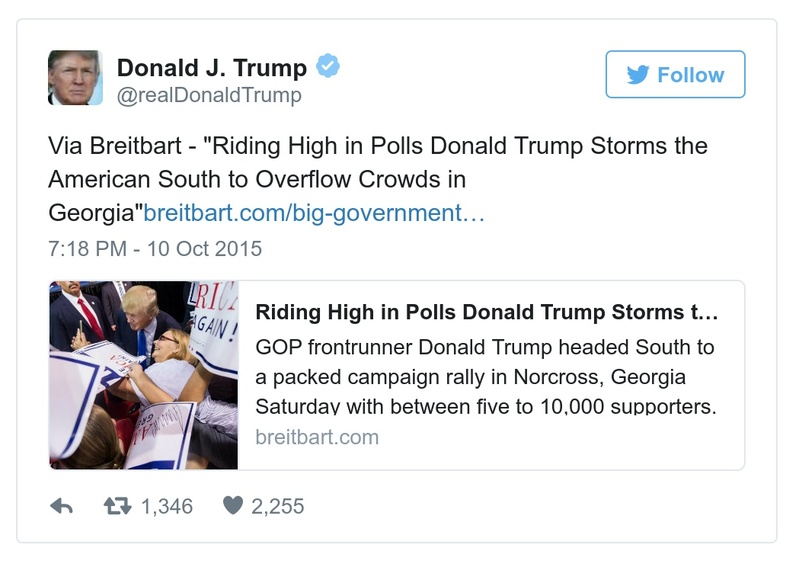 Donald J. Trump
@realDonaldTrump
Follow
Via Breitbart - "Riding High in Polls Donald Trump Storms the
American South to Overflow Crowds in
Georgia"breitbart.com/big-government…
7:18 PM - 10 Oct 2015
RICA
AGAIN!
Riding High in Polls Donald Trump Storms t…
GOP frontrunner Donald Trump headed South to
a packed campaign rally in Norcross, Georgia
Saturday with between five to 10,000 supporters.
breitbart.com
1,346
2,255